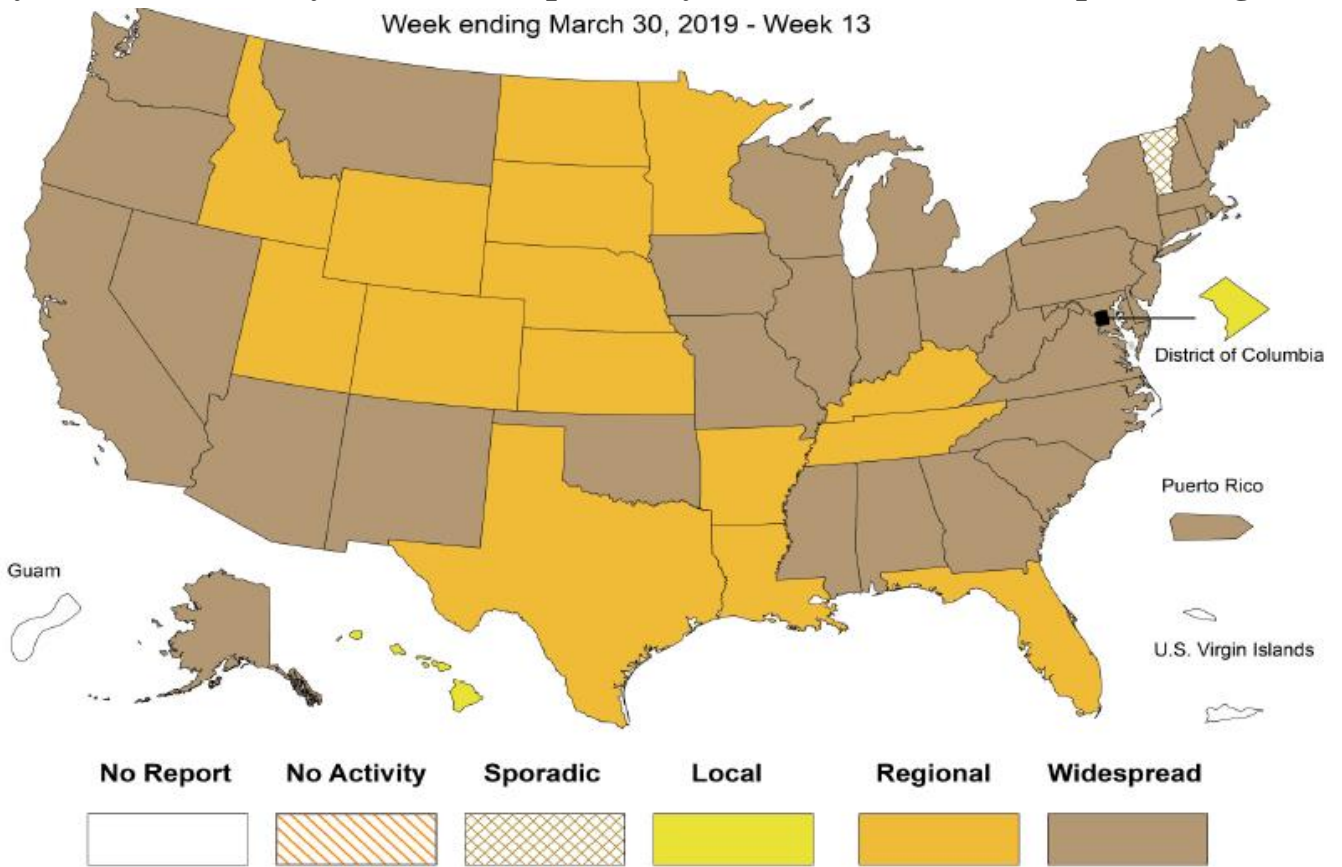 Week ending March 30, 2019 - Week 13
District of Columbia
Puerto Rico
Guam
U.S. Virgin Islands
No Report No Activity Sporadic Local Regional Widespread